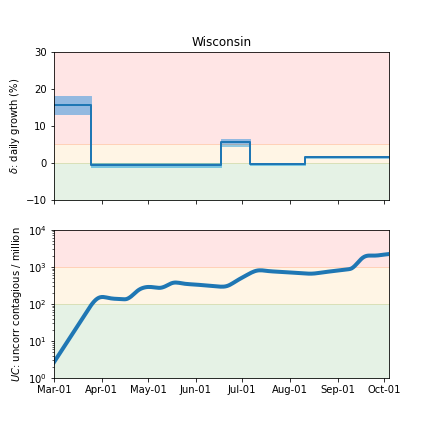 Wisconsin
30
20
10
0
−10
δ: daily growth (%)
10⁴
10³
10²
10¹
10⁰
UC: uncorr contagious / million
Mar-01 Apr-01 May-01 Jun-01 Jul-01 Aug-01 Sep-01 Oct-01